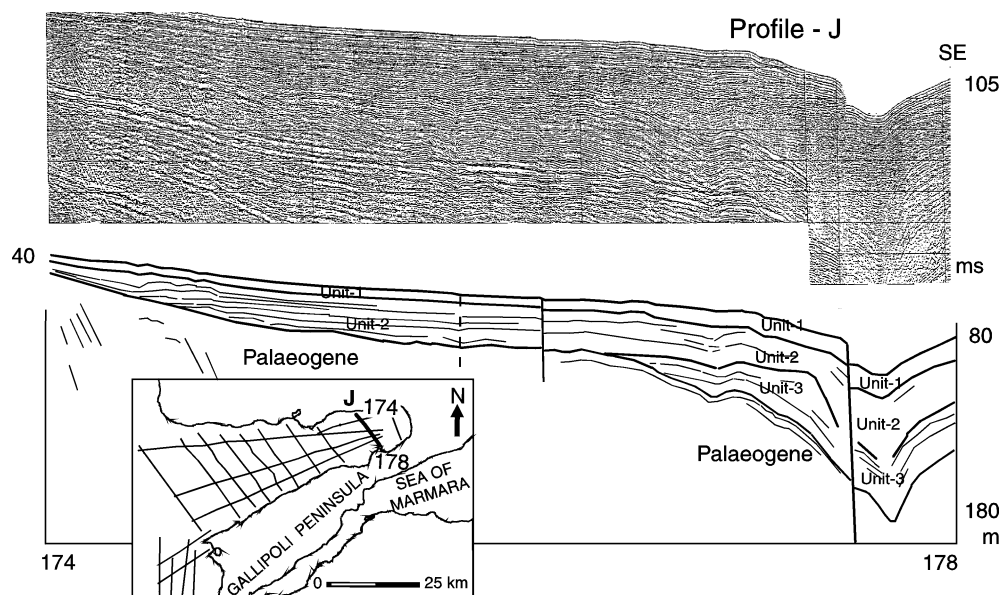 Profile - J
SE
105
ms
40
Unit-1
Unit-1
Unit-2
Unit-2
80
Palaeogene
Unit-3
Unit-1
Unit-2
Palaeogene
Unit-3
180
m
J
174
N
178
SEA OF
MARMARA
GALLIPOLI PENINSULA
0 25 km
174
178